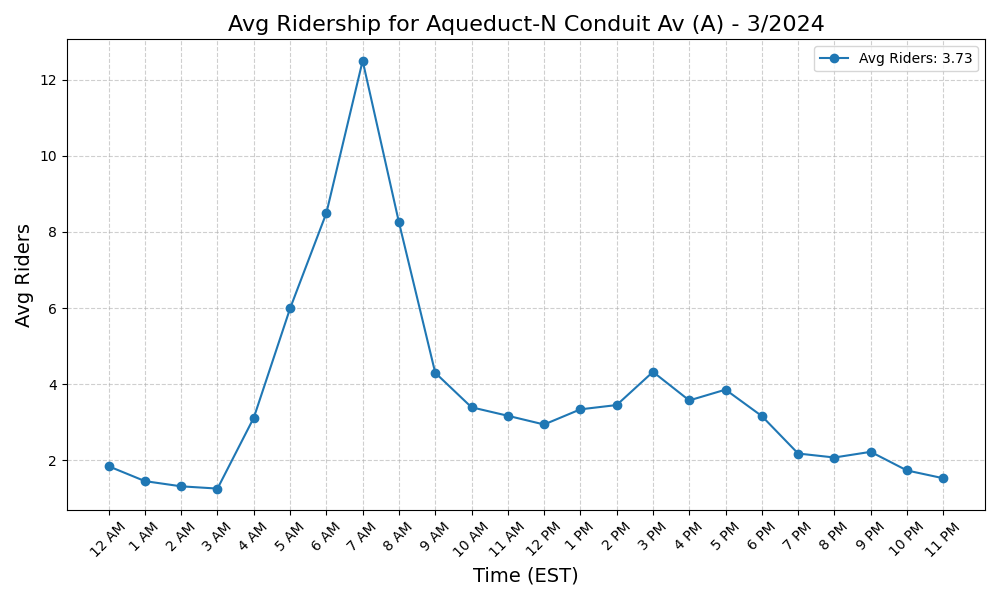 Avg Ridership for Aqueduct-N Conduit Av (A) - 3/2024
Avg Riders: 3.73
Avg Riders
12
10
8
6
4
2
12 AM
1 AM
2 AM
3 AM
4 AM
5 AM
6 AM
7 AM
8 AM
9 AM
10 AM
11 AM
12 PM
1 PM
2 PM
3 PM
4 PM
5 PM
6 PM
7 PM
8 PM
9 PM
10 PM
11 PM
Time (EST)